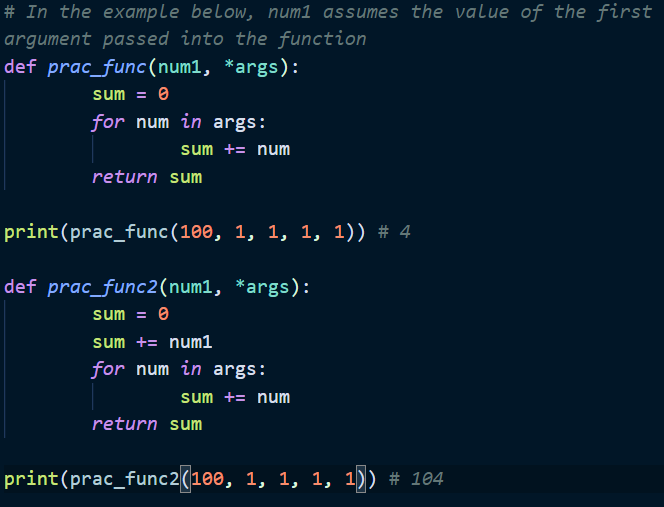 # In the example below, num1 assumes the value of the first
argument passed into the function
def prac_func(num1, *args):
        sum = 0
        for num in args:
                sum += num
        return sum

print(prac_func(100, 1, 1, 1, 1)) # 4

def prac_func2(num1, *args):
        sum = 0
        sum += num1
        for num in args:
                sum += num
        return sum

print(prac_func2(100, 1, 1, 1, 1)) # 104